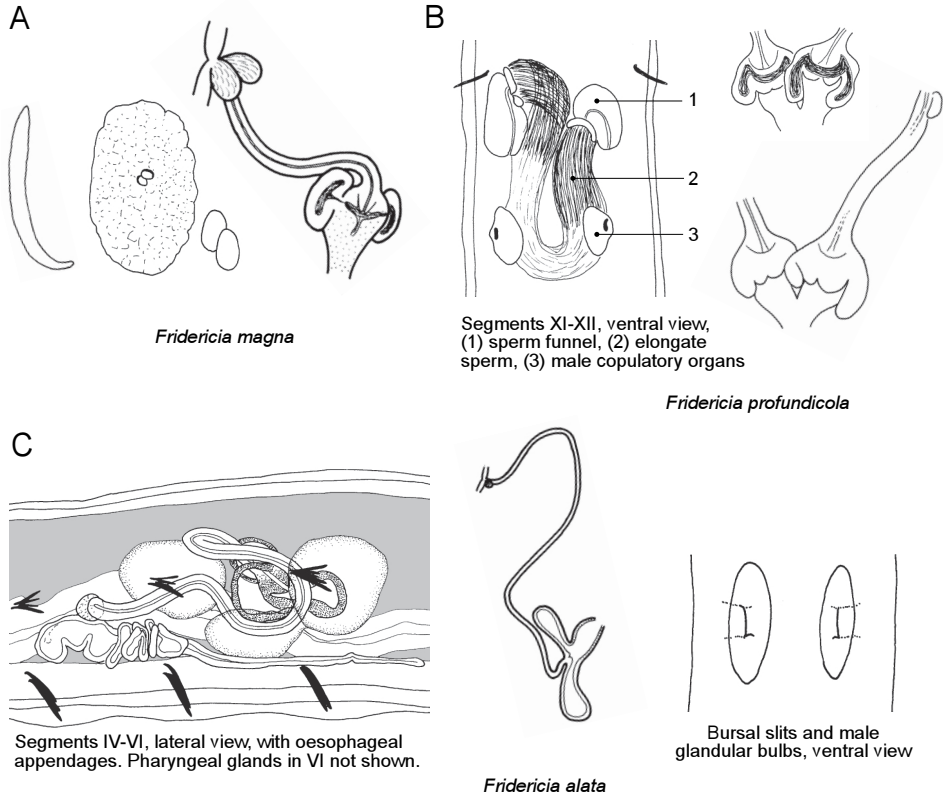 A
B
1
2
3
Fridericia magna
Segments XI-XII, ventral view,
(1) sperm funnel, (2) elongate
sperm, (3) male copulatory organs
Fridericia profundicola
C
Segments IV-VI, lateral view, with oesophageal
appendages. Pharyngeal glands in VI not shown.
Bursal slits and male
glandular bulbs, ventral view
Fridericia alata